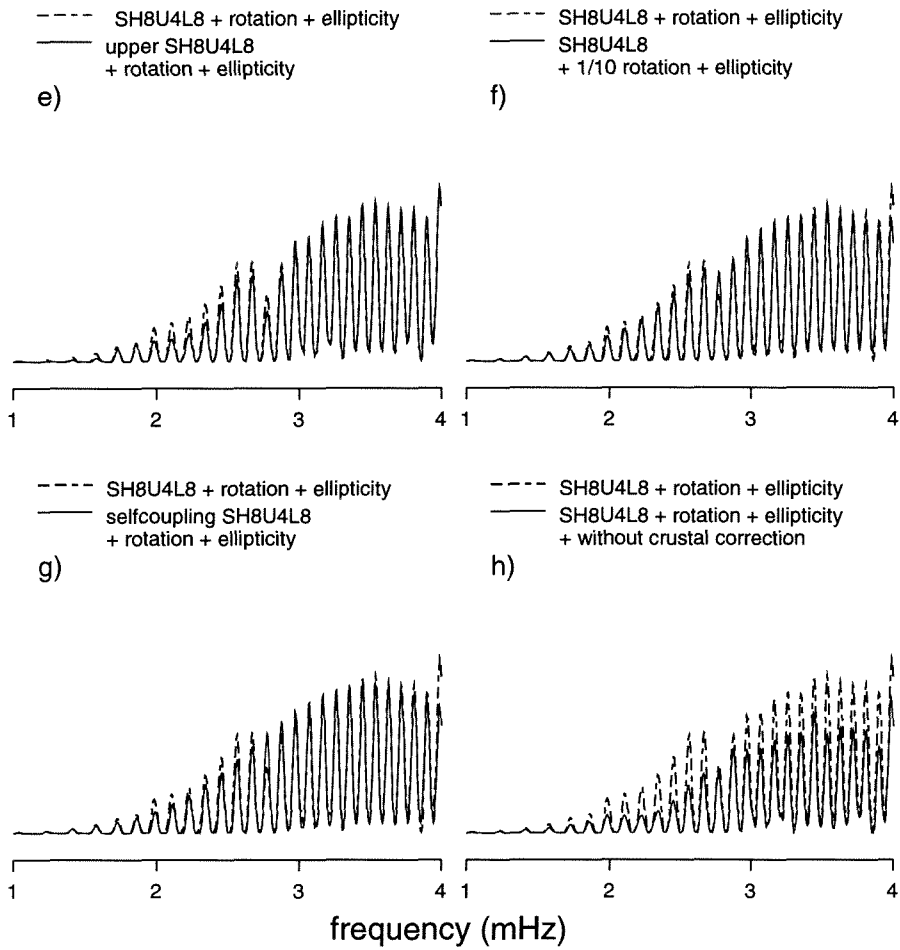 SH8U4L8 + rotation + ellipticity
upper SH8U4L8
+ rotation + ellipticity
e)
SH8U4L8 + rotation + ellipticity
SH8U4L8
+ 1/10 rotation + ellipticity
f)
1 2 3 4
1 2 3 4
SH8U4L8 + rotation + ellipticity
selfcoupling SH8U4L8
+ rotation + ellipticity
g)
SH8U4L8 + rotation + ellipticity
SH8U4L8 + rotation + ellipticity
+ without crustal correction
h)
1 2 3 4
1 2 3 4
frequency (mHz)